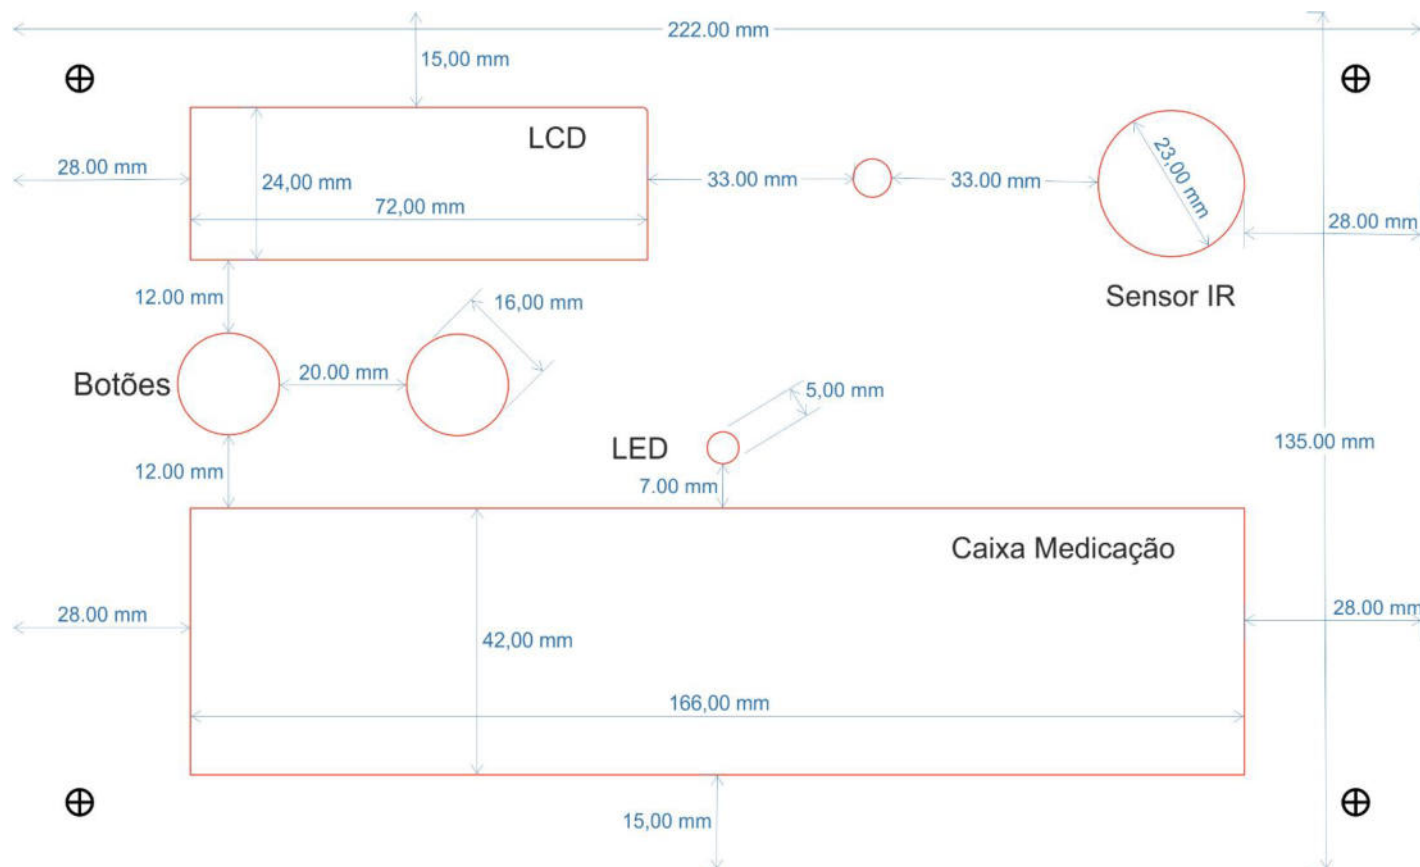 222.00 mm
15,00 mm
LCD
28.00 mm
24,00 mm
33.00 mm
33.00 mm
23,00 mm
72,00 mm
28.00 mm
12.00 mm
16,00 mm
Sensor IR
Botões
20.00 mm
5,00 mm
LED
135.00 mm
12.00 mm
7.00 mm
Caixa Medicação
28.00 mm
28.00 mm
42,00 mm
166,00 mm
15,00 mm